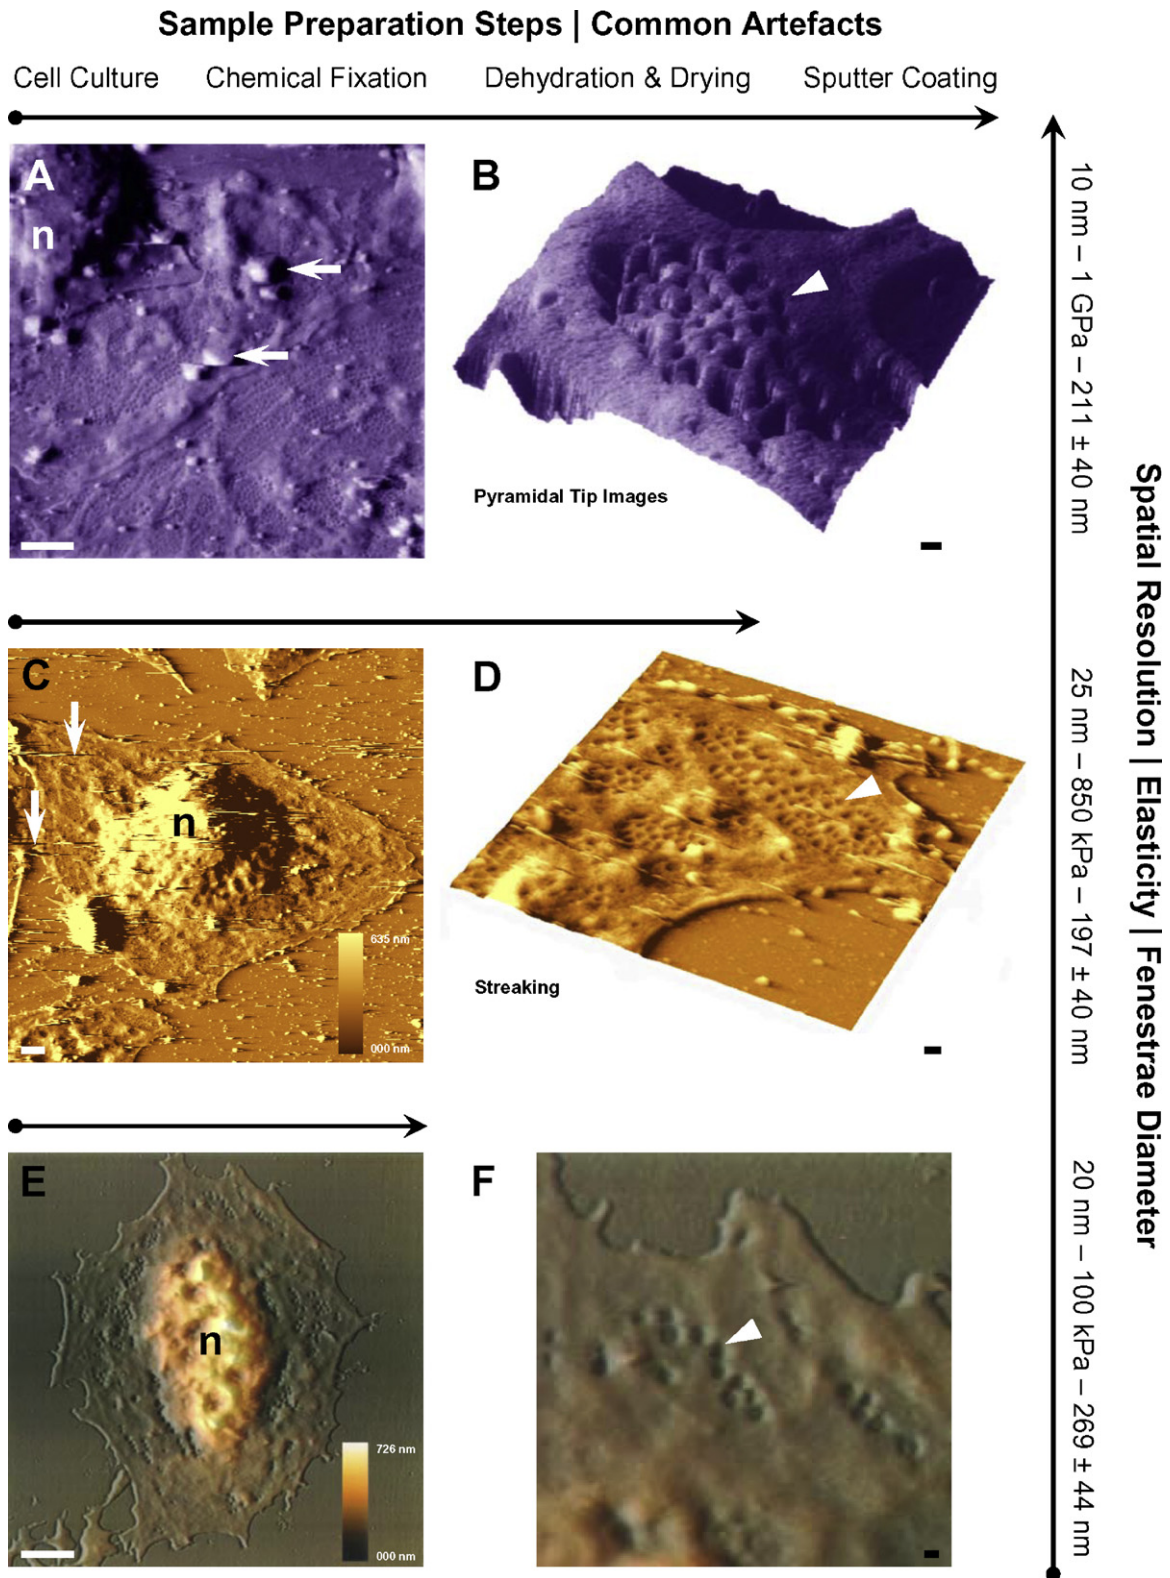 Sample Preparation Steps | Common Artefacts
Cell Culture Chemical Fixation Dehydration & Drying Sputter Coating
A
n
B
Pyramidal Tip Images
10 nm – 1 GPa – 211 ± 40 nm
C
n
635 nm
000 nm
D
Streaking
25 nm – 850 kPa – 197 ± 40 nm
E
n
726 nm
000 nm
F
20 nm – 100 kPa – 269 ± 44 nm
Spatial Resolution | Elasticity | Fenestrae Diameter